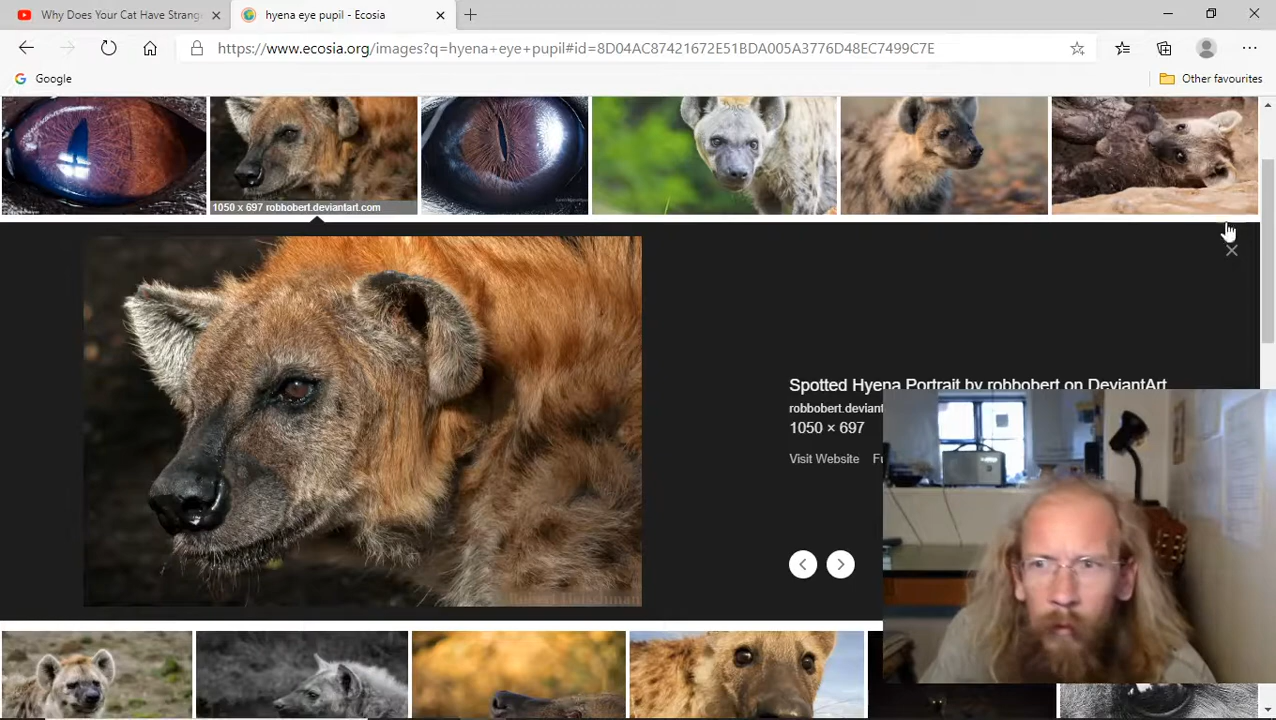 Why Does Your Cat Have Strang
hyena eye pupil - Ecosia
https://www.ecosia.org/images?q=hyena+eye+pupil#id=8D04AC87421672E51BDA005A3776D48EC7499C7E
Google
Other favourites
1050 x 697 robbobert.deviantart.com
Spotted Hyena Portrait by robbobert on DeviantArt
robbobert.deviant
1050 × 697
Visit Website